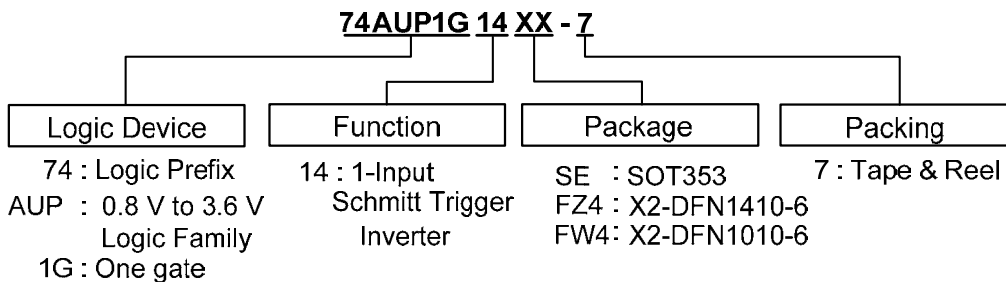 74AUP1G 14 XX - 7
Logic Device
74 : Logic Prefix
AUP : 0.8 V to 3.6 V
Logic Family
1G : One gate
Function
14 : 1-Input
Schmitt Trigger
Inverter
Package
SE : SOT353
FZ4 : X2-DFN1410-6
FW4 : X2-DFN1010-6
Packing
7 : Tape & Reel